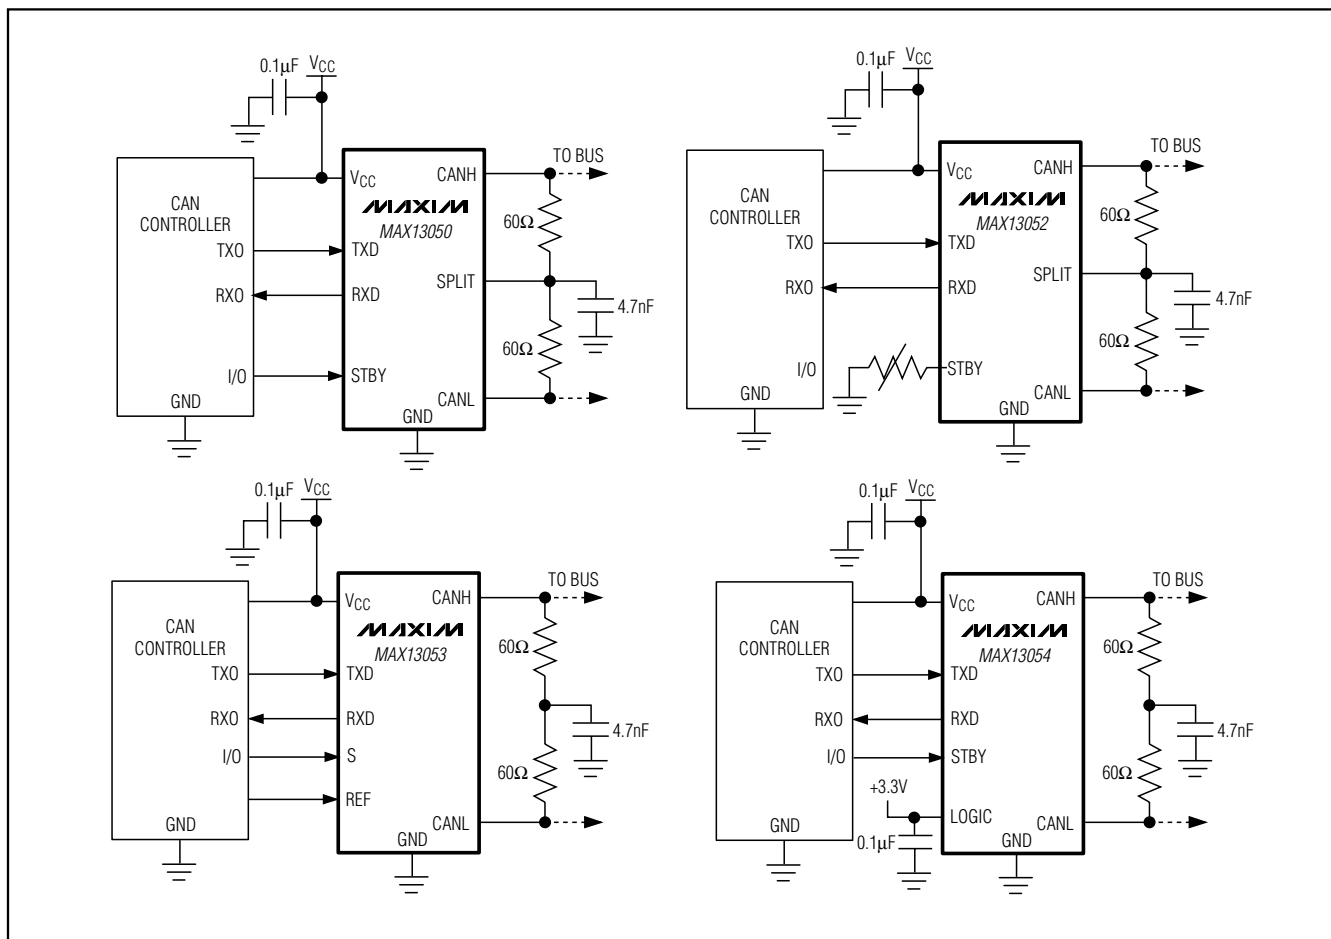 0.1µF
VCC
CAN
CONTROLLER
TXO
RXO
I/O
GND
VCC
MAXIM
MAX13050
TXD
RXD
STBY
GND
CANH
SPLIT
CANL
TO BUS
60Ω
60Ω
4.7nF
0.1µF
VCC
CAN
CONTROLLER
TXO
RXO
I/O
GND
VCC
MAXIM
MAX13052
TXD
RXD
STBY
GND
CANH
SPLIT
CANL
TO BUS
60Ω
60Ω
4.7nF
0.1µF
VCC
CAN
CONTROLLER
TXO
RXO
I/O
GND
VCC
MAXIM
MAX13053
TXD
RXD
S
REF
GND
CANH
CANL
TO BUS
60Ω
60Ω
4.7nF
0.1µF
VCC
CAN
CONTROLLER
TXO
RXO
I/O
GND
+3.3V
0.1µF
VCC
MAXIM
MAX13054
TXD
RXD
STBY
LOGIC
GND
CANH
CANL
TO BUS
60Ω
60Ω
4.7nF